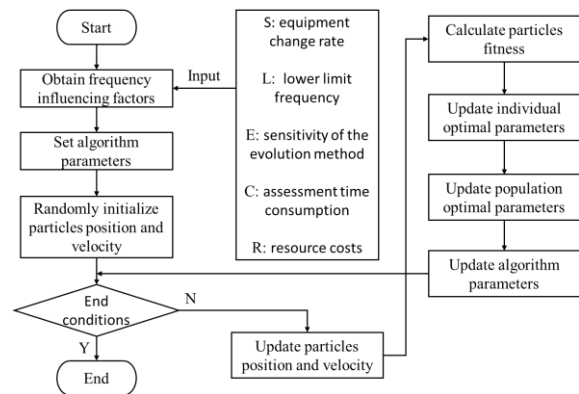 Start
Obtain frequency
influencing factors
Set algorithm
parameters
Randomly initialize
particles position and
velocity
End
conditions
N
Y
End
Input
S: equipment
change rate
L: lower limit
frequency
E: sensitivity of the
evolution method
C: assessment time
consumption
R: resource costs
Update particles
position and velocity
Calculate particles
fitness
Update individual
optimal parameters
Update population
optimal parameters
Update algorithm
parameters